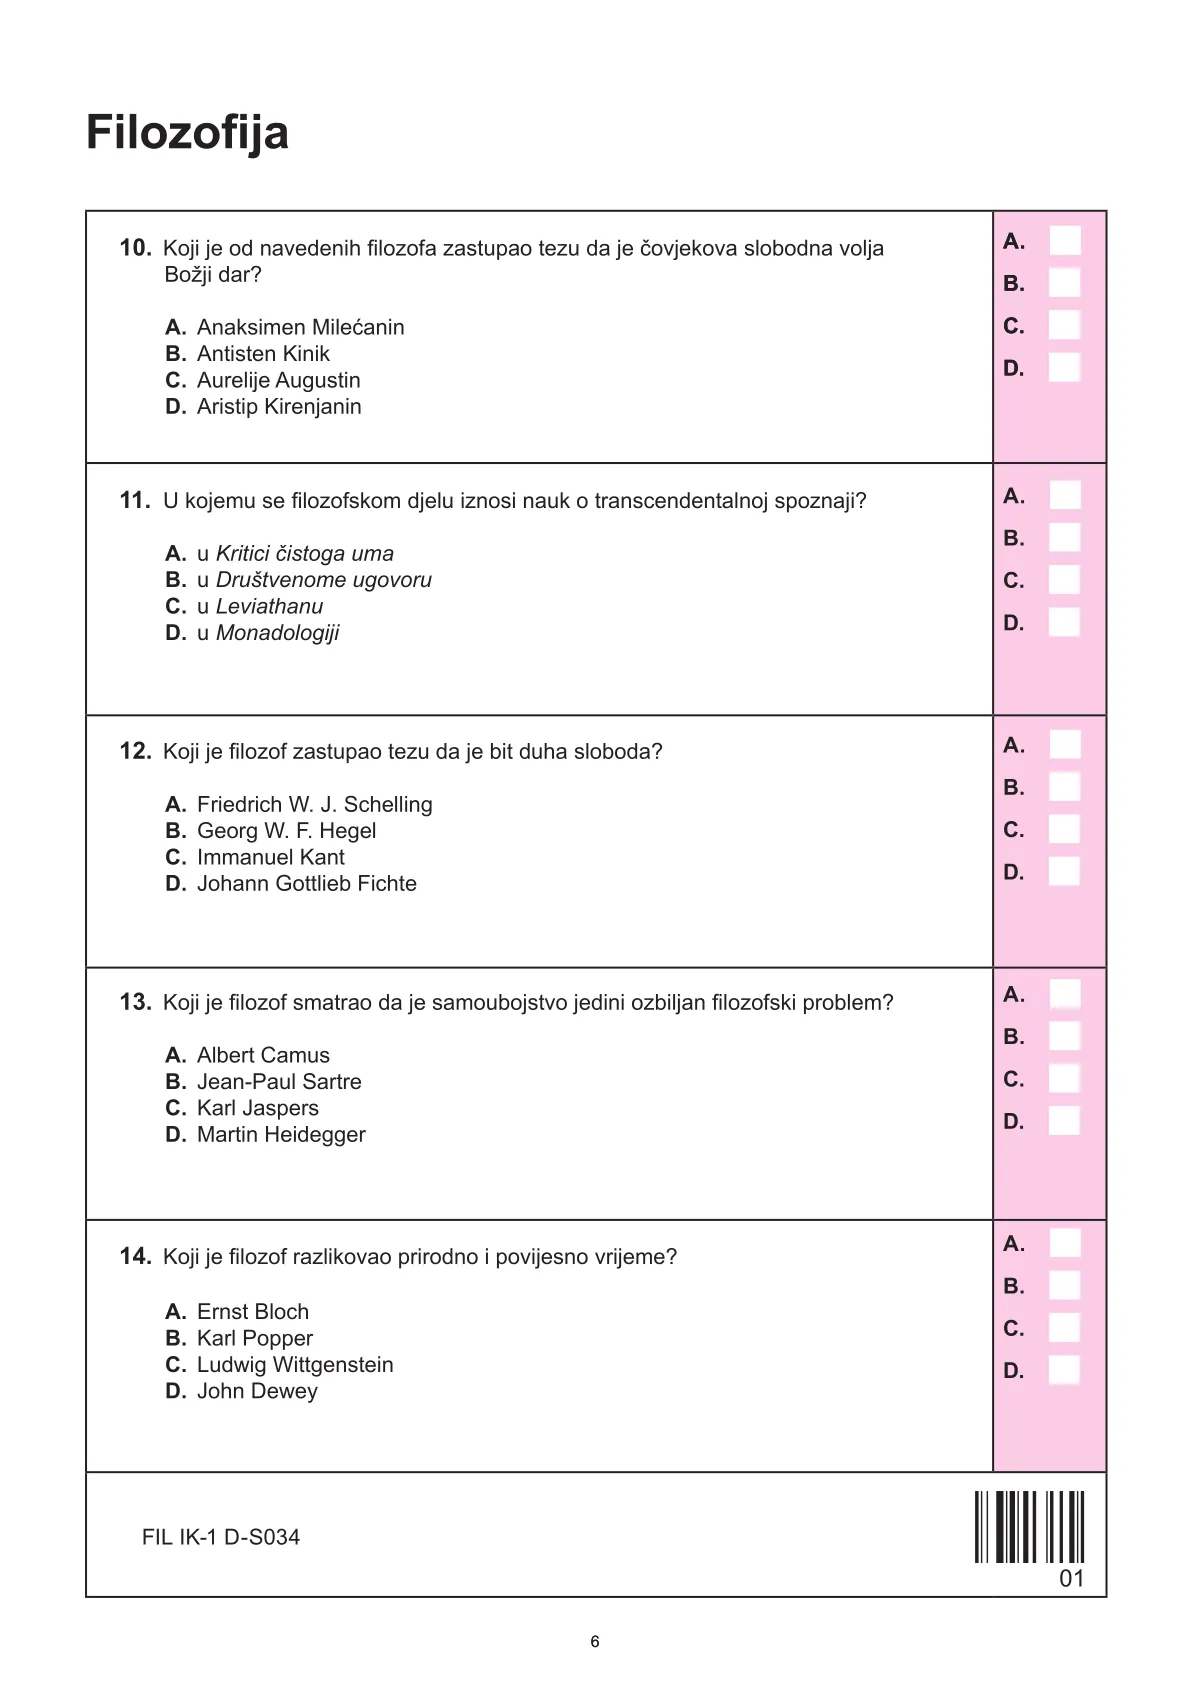 Filozofija
10. Koji je od navedenih filozofa zastupao tezu da je čovjekova slobodna volja
Božji dar?
A. Anaksimen Milećanin
B. Antisten Kinik
C. Aurelije Augustin
D. Aristip Kirenjanin
A.
B.
C.
D.
11. U kojemu se filozofskom djelu iznosi nauk o transcendentalnoj spoznaji?
A. u Kritici čistoga uma
B. u Društvenome ugovoru
C. u Leviathanu
D. u Monadologiji
A.
B.
C.
D.
12. Koji je filozof zastupao tezu da je bit duha sloboda?
A. Friedrich W. J. Schelling
B. Georg W. F. Hegel
C. Immanuel Kant
D. Johann Gottlieb Fichte
A.
B.
C.
D.
13. Koji je filozof smatrao da je samoubojstvo jedini ozbiljan filozofski problem?
A. Albert Camus
B. Jean-Paul Sartre
C. Karl Jaspers
D. Martin Heidegger
A.
B.
C.
D.
14. Koji je filozof razlikovao prirodno i povijesno vrijeme?
A. Ernst Bloch
B. Karl Popper
C. Ludwig Wittgenstein
D. John Dewey
A.
B.
C.
D.
FIL IK-1 D-S034
01
6